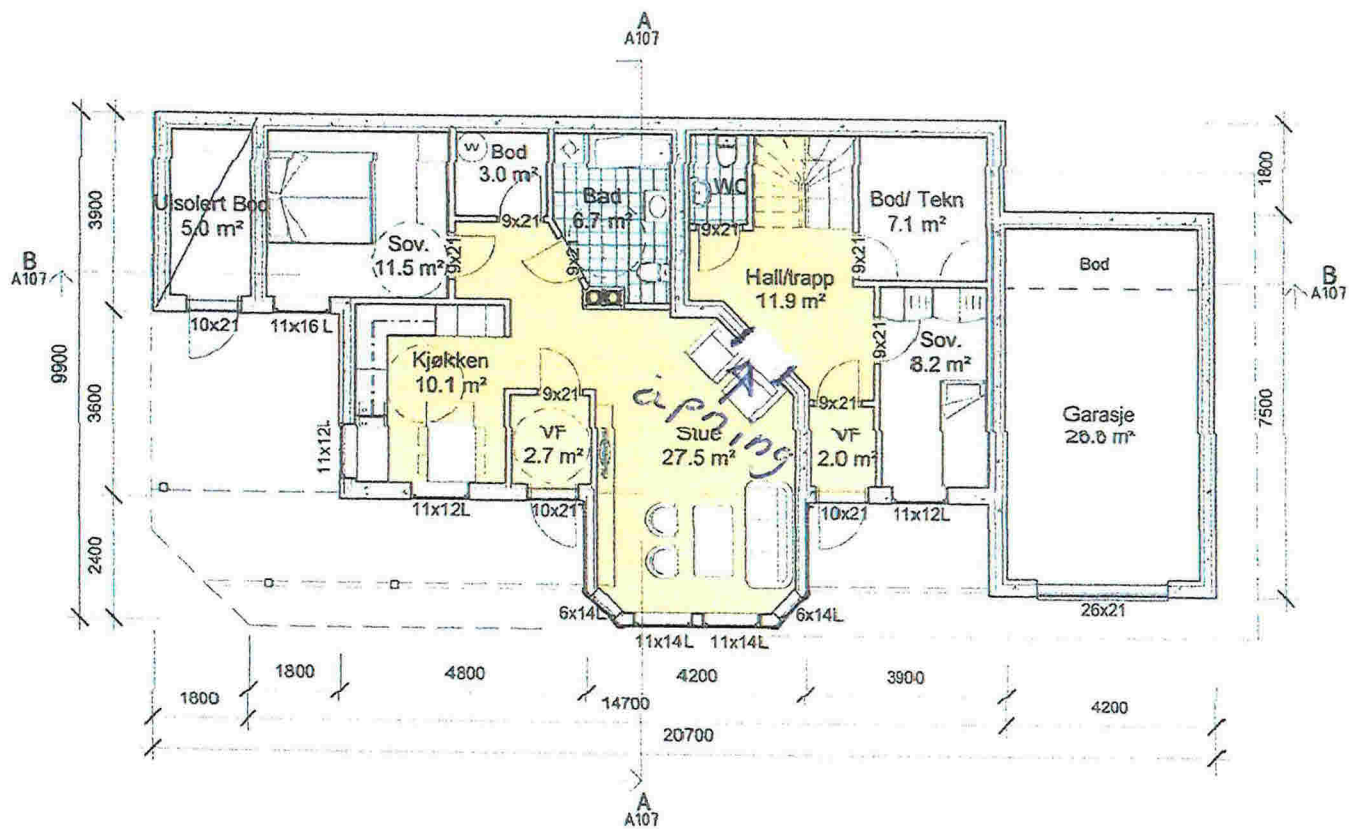 A
A107
3900
3600
2400
9900
B
A107
Uisolert Bod
5.0 m²
10x21
11x16 L
Sov.
11.5 m²
9x21
W
Bod
3.0 m²
9x21
Bad
6.7 m²
9x21
WC
9x21
Hall/trapp
11.9 m²
Bod/ Tekn
7.1 m²
9x21
Bod
Garasje
26x21
1800
7500
B
A107
Kjøkken
10.1 m²
11x12L
11x12L
9x21
VF
2.7 m²
10x21
åpning
Stue
27.5 m²
6x14L
11x14L
11x14L
6x14L
9x21
VF
2.0 m²
10x21
9x21
Sov.
8.2 m²
11x12L
1800
1800
4800
4200
3900
4200
14700
20700
A
A107